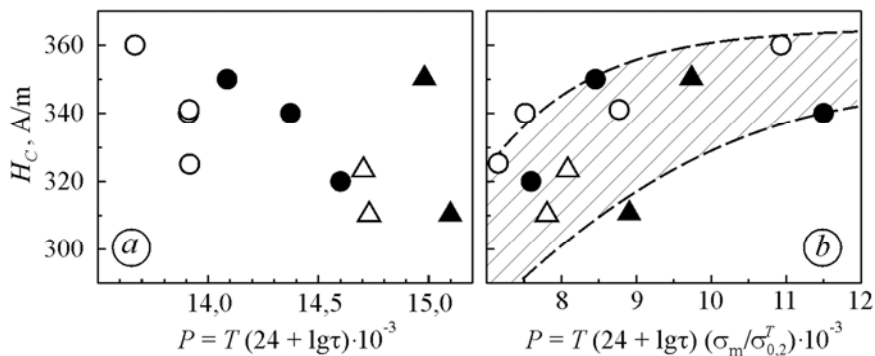 H_C, A/m
360
340
320
300
a
b
14,0 14,5 15,0
8 9 10 11 12
P = T (24 + lgτ)·10⁻³
P = T (24 + lgτ) (σ_m/σ^T_0,2)·10⁻³